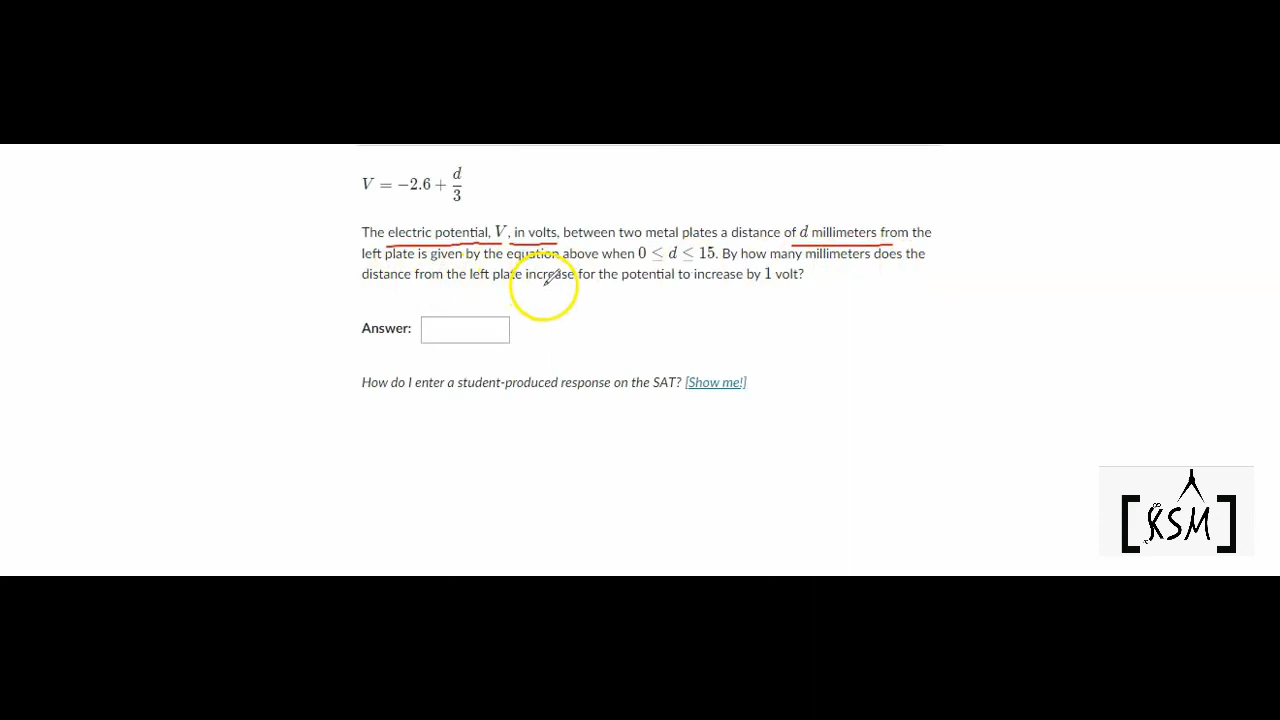 V = −2.6 + d/3
The electric potential, V, in volts, between two metal plates a distance of d millimeters from the
left plate is given by the equation above when 0 ≤ d ≤ 15. By how many millimeters does the
distance from the left plate increase for the potential to increase by 1 volt?
Answer:
How do I enter a student-produced response on the SAT? [Show me!]
[KSM]